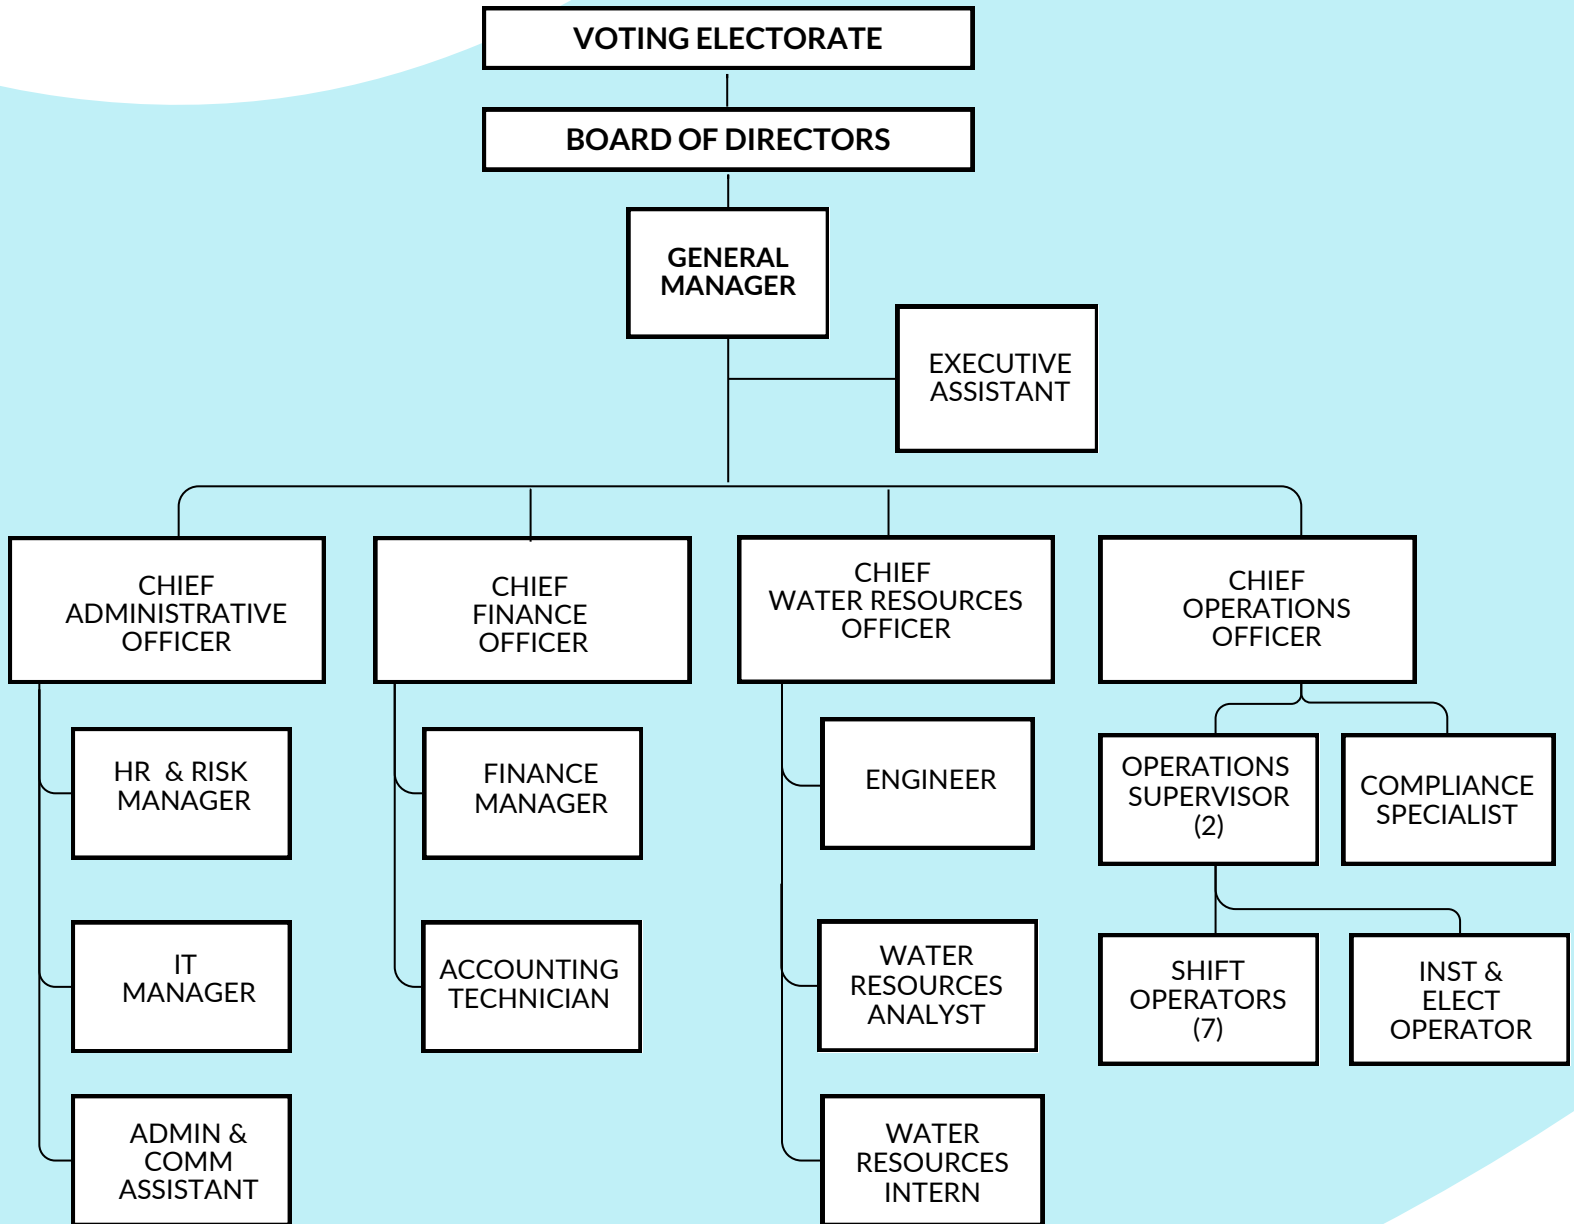 VOTING ELECTORATE
BOARD OF DIRECTORS
GENERAL
MANAGER
EXECUTIVE
ASSISTANT
CHIEF
ADMINISTRATIVE
OFFICER
CHIEF
FINANCE
OFFICER
CHIEF
WATER RESOURCES
OFFICER
CHIEF
OPERATIONS
OFFICER
HR & RISK
MANAGER
FINANCE
MANAGER
ENGINEER
OPERATIONS
SUPERVISOR
(2)
COMPLIANCE
SPECIALIST
IT
MANAGER
ACCOUNTING
TECHNICIAN
WATER
RESOURCES
ANALYST
SHIFT
OPERATORS
(7)
INST &
ELECT
OPERATOR
ADMIN &
COMM
ASSISTANT
WATER
RESOURCES
INTERN